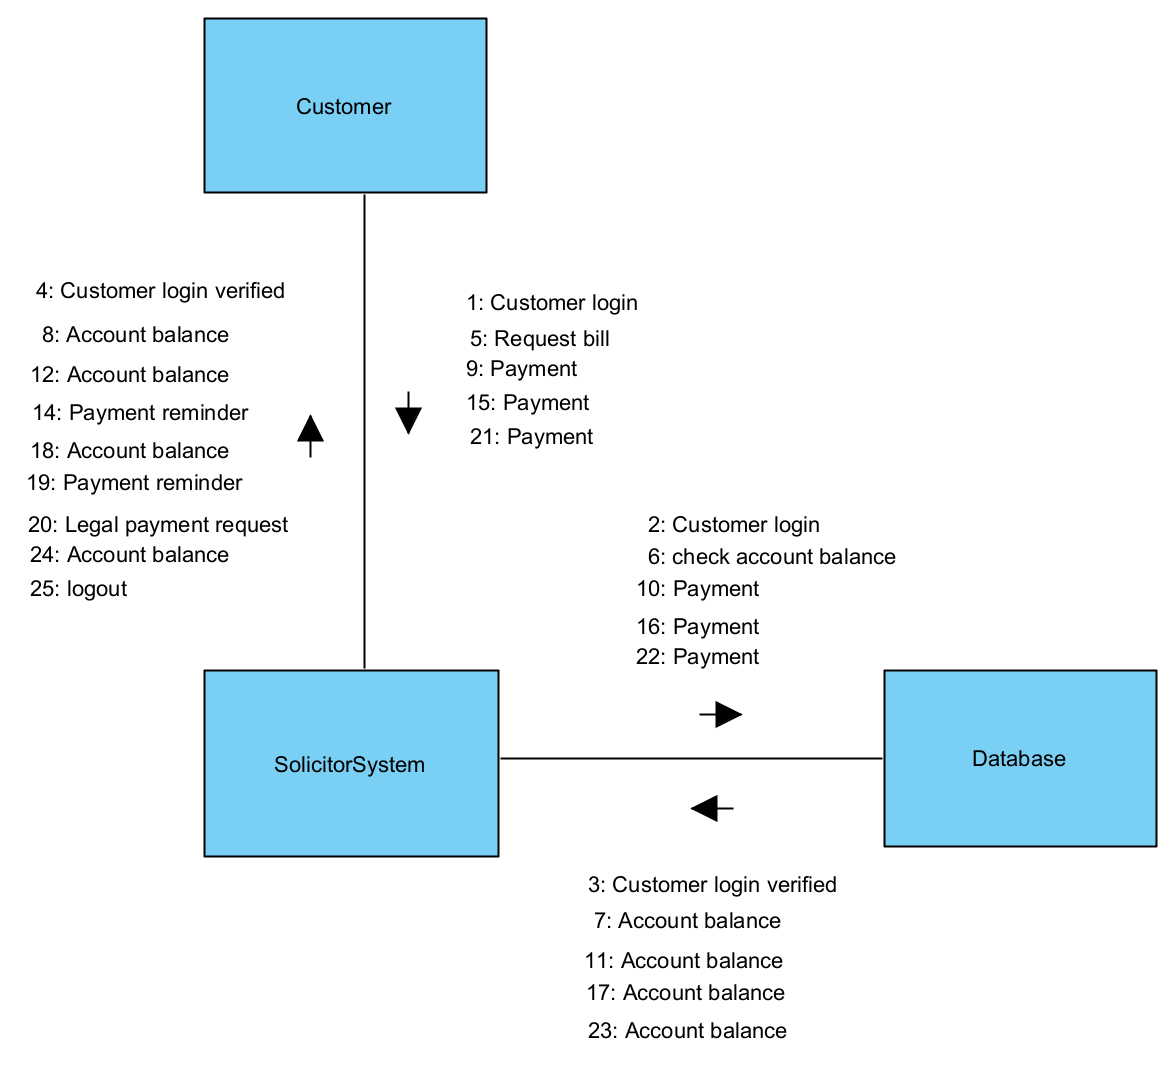 Customer
4: Customer login verified
8: Account balance
12: Account balance
14: Payment reminder
18: Account balance
19: Payment reminder
20: Legal payment request
24: Account balance
25: logout
1: Customer login
5: Request bill
9: Payment
15: Payment
21: Payment
2: Customer login
6: check account balance
10: Payment
16: Payment
22: Payment
SolicitorSystem
Database
3: Customer login verified
7: Account balance
11: Account balance
17: Account balance
23: Account balance